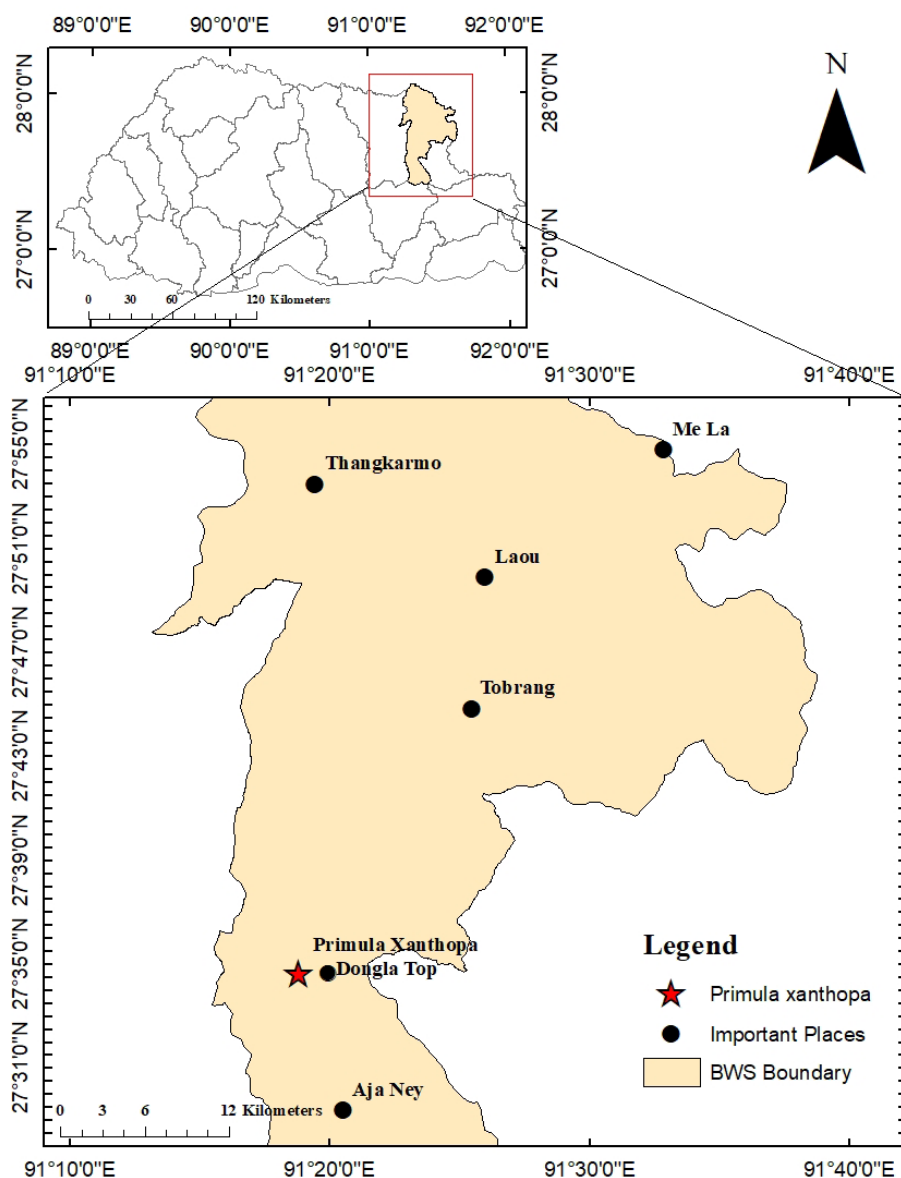 89°0'0"E 90°0'0"E 91°0'0"E 92°0'0"E
N
28°0'0"N 28°0'0"N
27°0'0"N 27°0'0"N
0 30 60 120 Kilometers
89°0'0"E 90°0'0"E 91°0'0"E 92°0'0"E
91°10'0"E 91°20'0"E 91°30'0"E 91°40'0"E
27°55'0"N
Me La
Thangkarmo
27°51'0"N
Laou
27°47'0"N
Tobrang
27°43'0"N
27°39'0"N
27°35'0"N
Primula Xanthopa
Dongla Top
Legend
Primula xanthopa
Important Places
BWS Boundary
27°31'0"N
Aja Ney
0 3 6 12 Kilometers
91°10'0"E 91°20'0"E 91°30'0"E 91°40'0"E